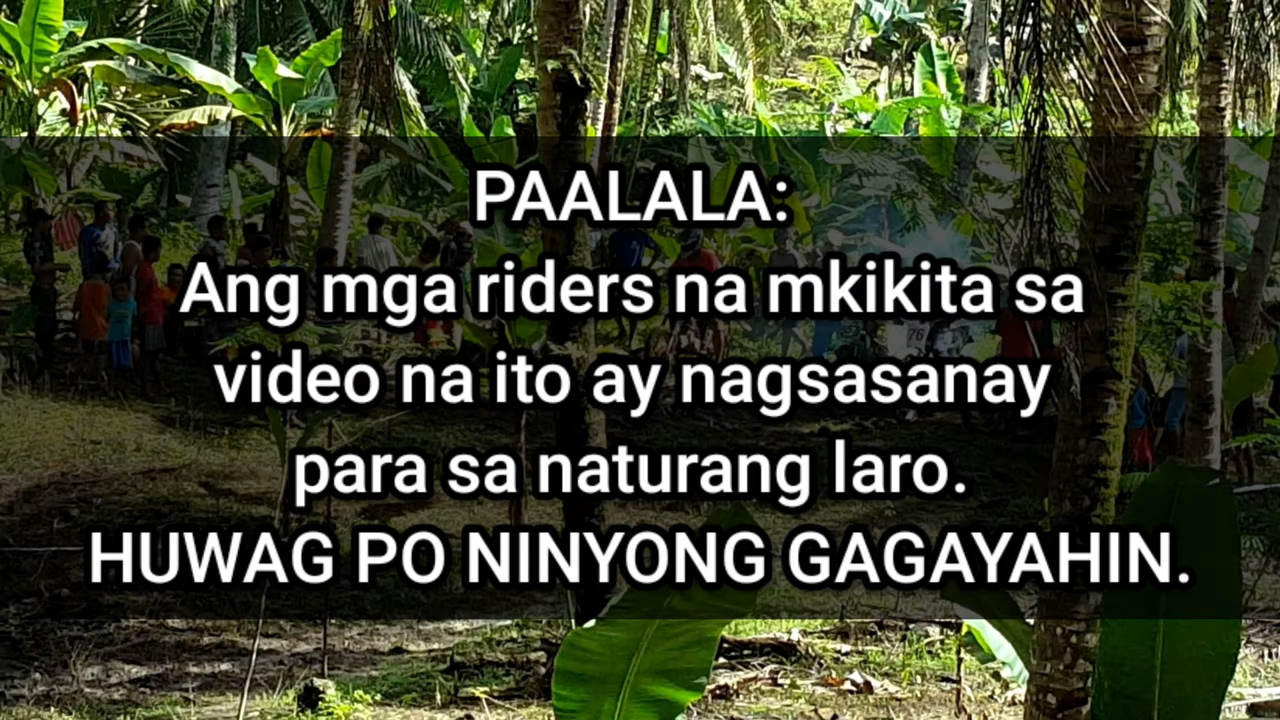 PAALALA:
Ang mga riders na mkikita sa
video na ito ay nagsasanay
para sa naturang laro.
HUWAG PO NINYONG GAGAYAHIN.
76